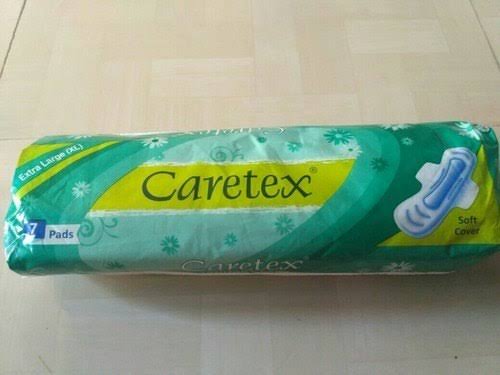 Extra Large (XL)
Caretex®
7 Pads
Soft
Cover
Caretex